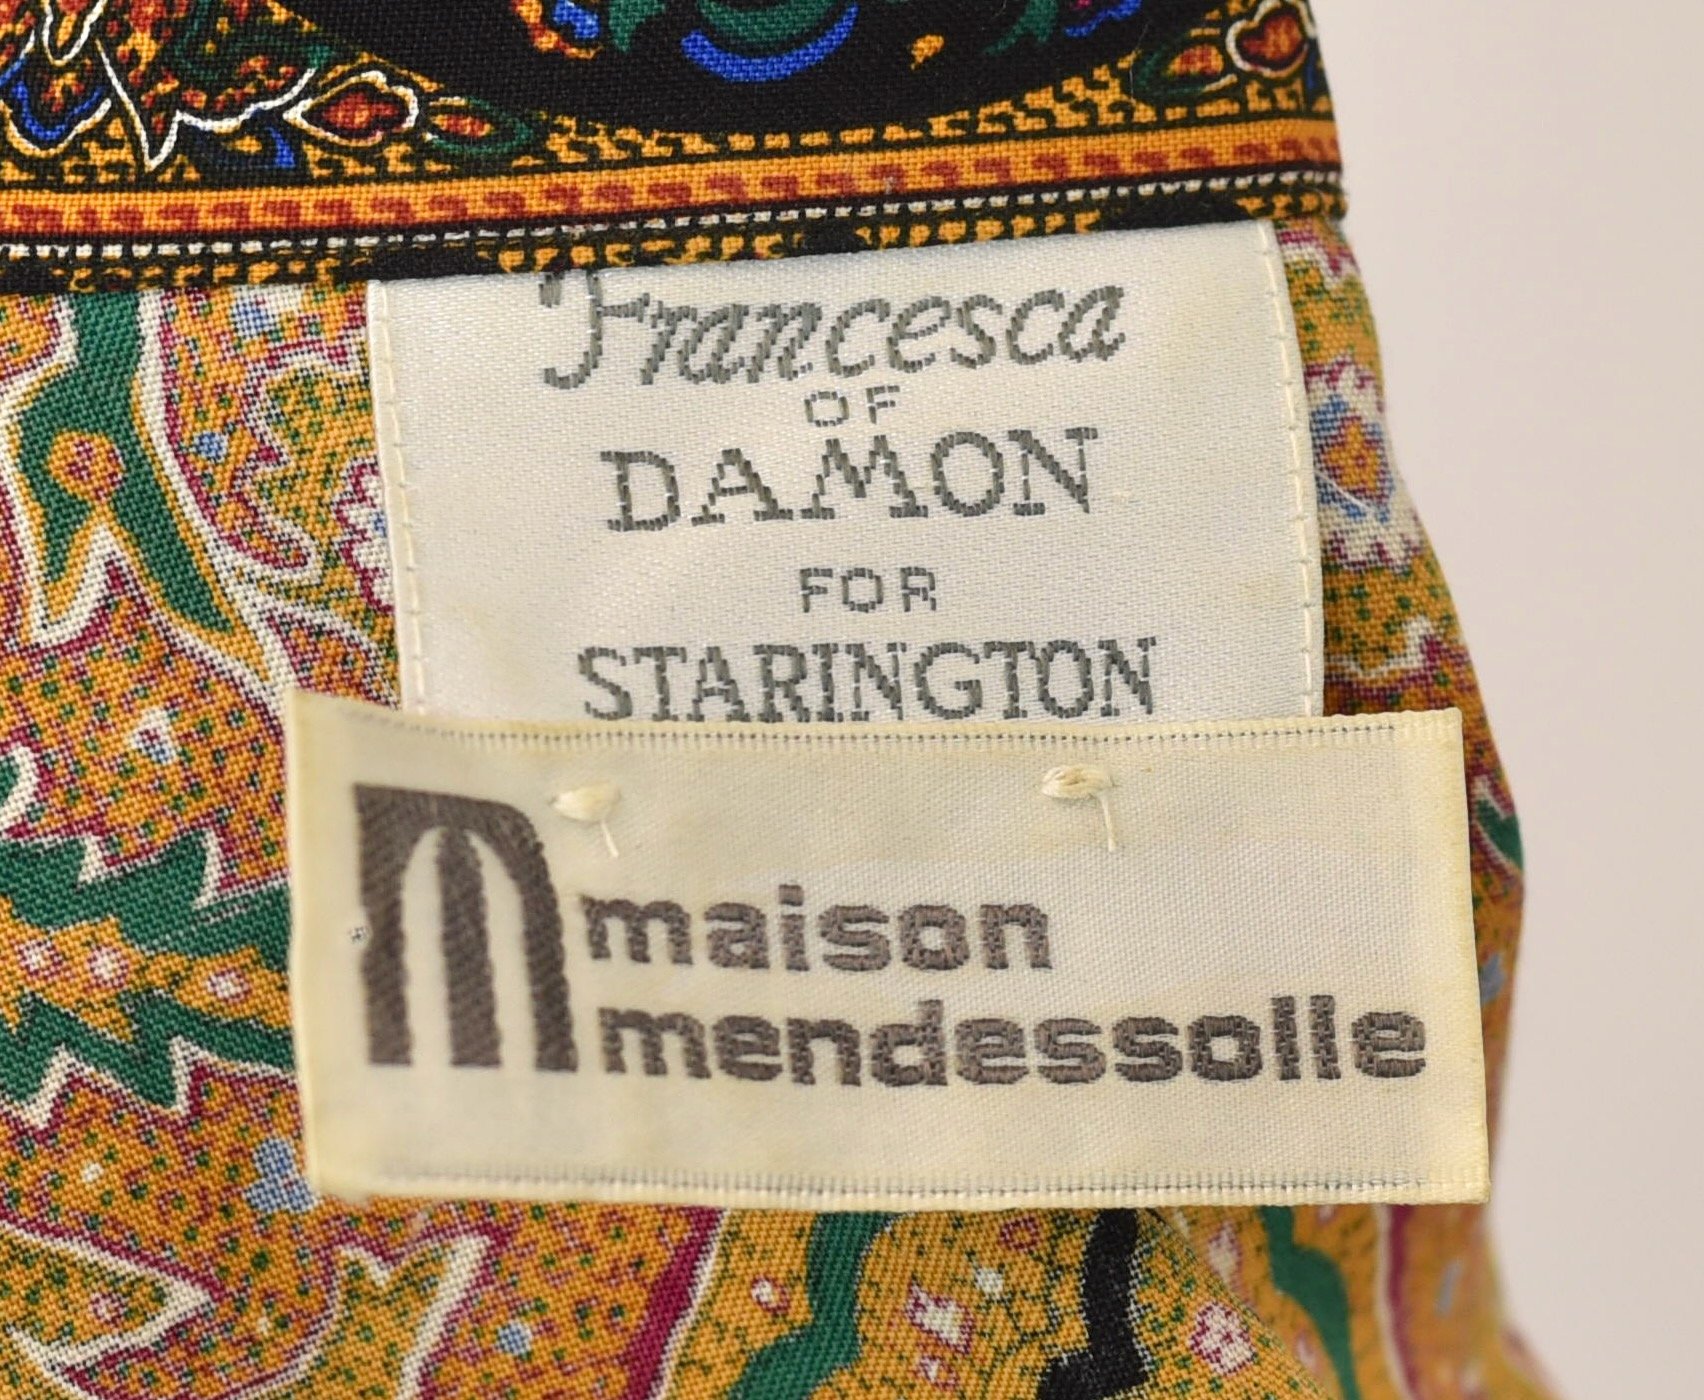 Francesca
OF
DAMON
FOR
STARINGTON
maison
mendessolle